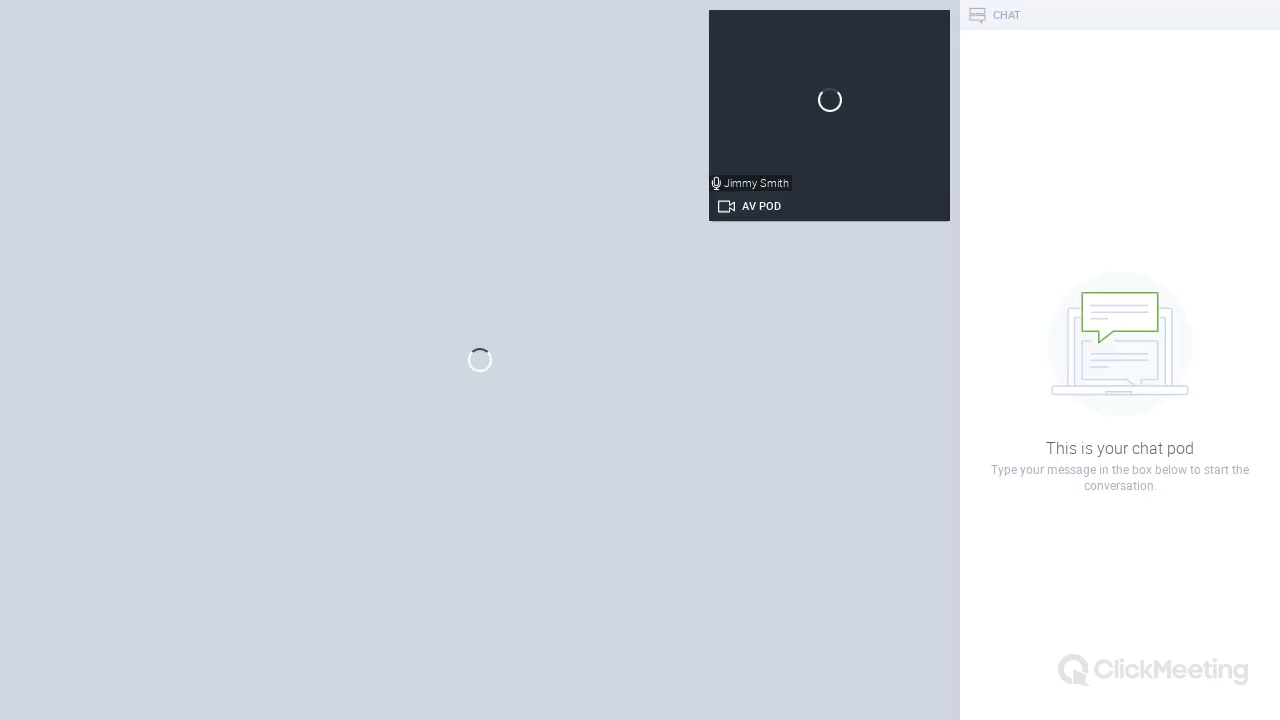 CHAT
Jimmy Smith
AV POD
This is your chat pod
Type your message in the box below to start the
conversation.
ClickMeeting